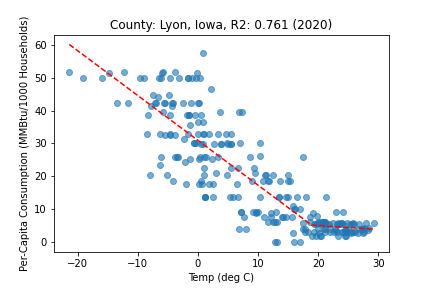 County: Lyon, Iowa, R2: 0.761 (2020)
Per-Capita Consumption (MMBtu/1000 Households)
60
50
40
30
20
10
0
−20 −10 0 10 20 30
Temp (deg C)